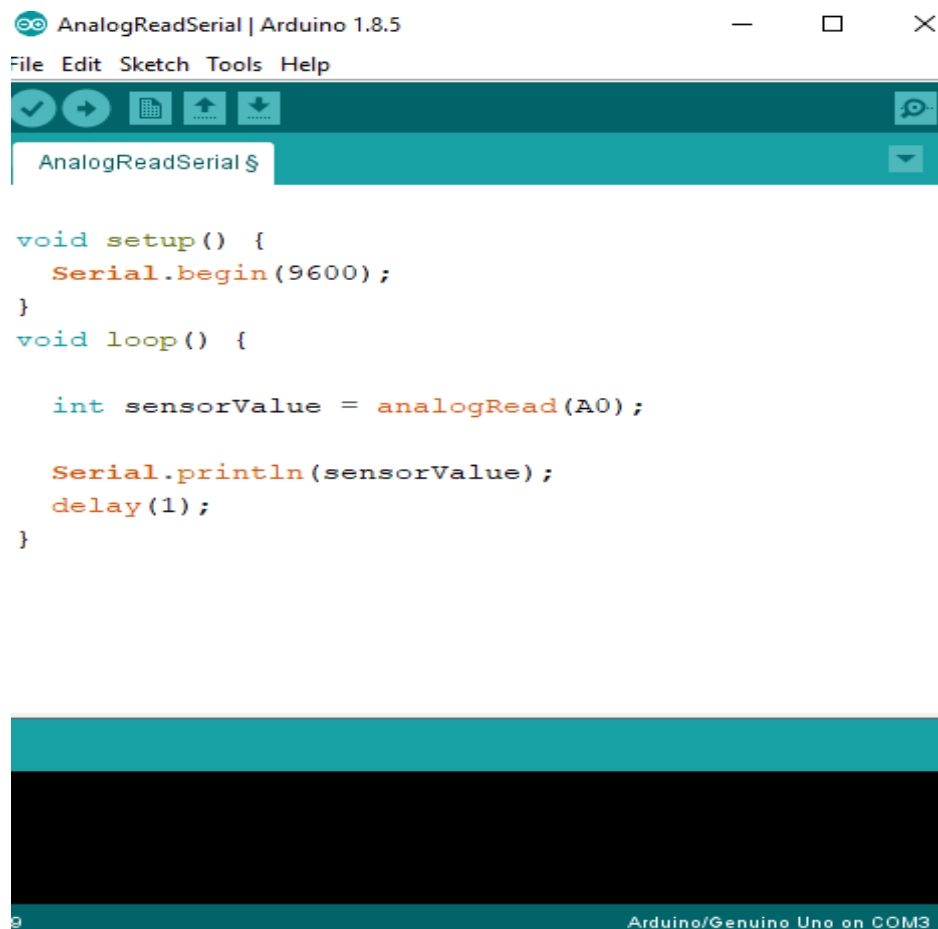 AnalogReadSerial | Arduino 1.8.5
File Edit Sketch Tools Help
AnalogReadSerial §
void setup() {
  Serial.begin(9600);
}
void loop() {
  int sensorValue = analogRead(A0);
  Serial.println(sensorValue);
  delay(1);
}
9
Arduino/Genuino Uno on COM3